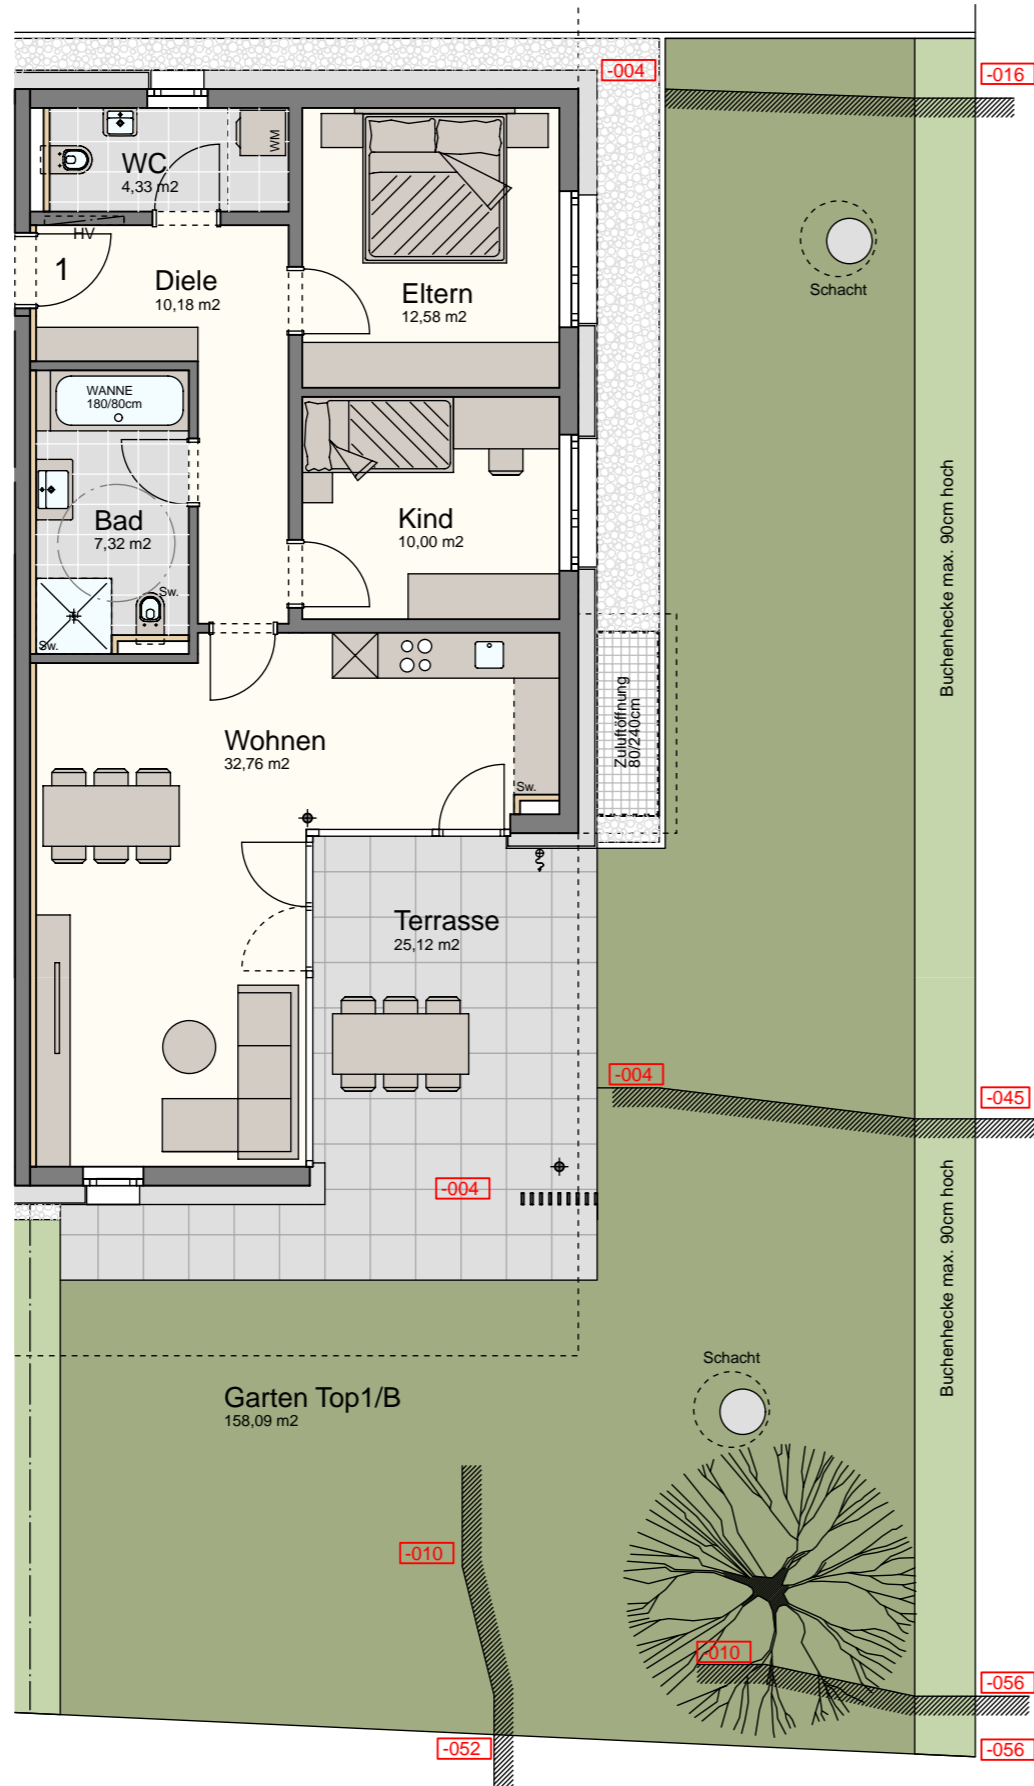 -004
-016
WC
4,33 m2
WM
HV
1
Diele
10,18 m2
Eltern
12,58 m2
Schacht
WANNE
180/80cm
Bad
7,32 m2
Sw.
Sw.
Kind
10,00 m2
Buchenhecke max. 90cm hoch
Zuluftöffnung
80/240cm
Wohnen
32,76 m2
Sw.
Terrasse
25,12 m2
-004
-045
-004
Buchenhecke max. 90cm hoch
Schacht
Garten Top1/B
158,09 m2
-010
-010
-056
-052
-056